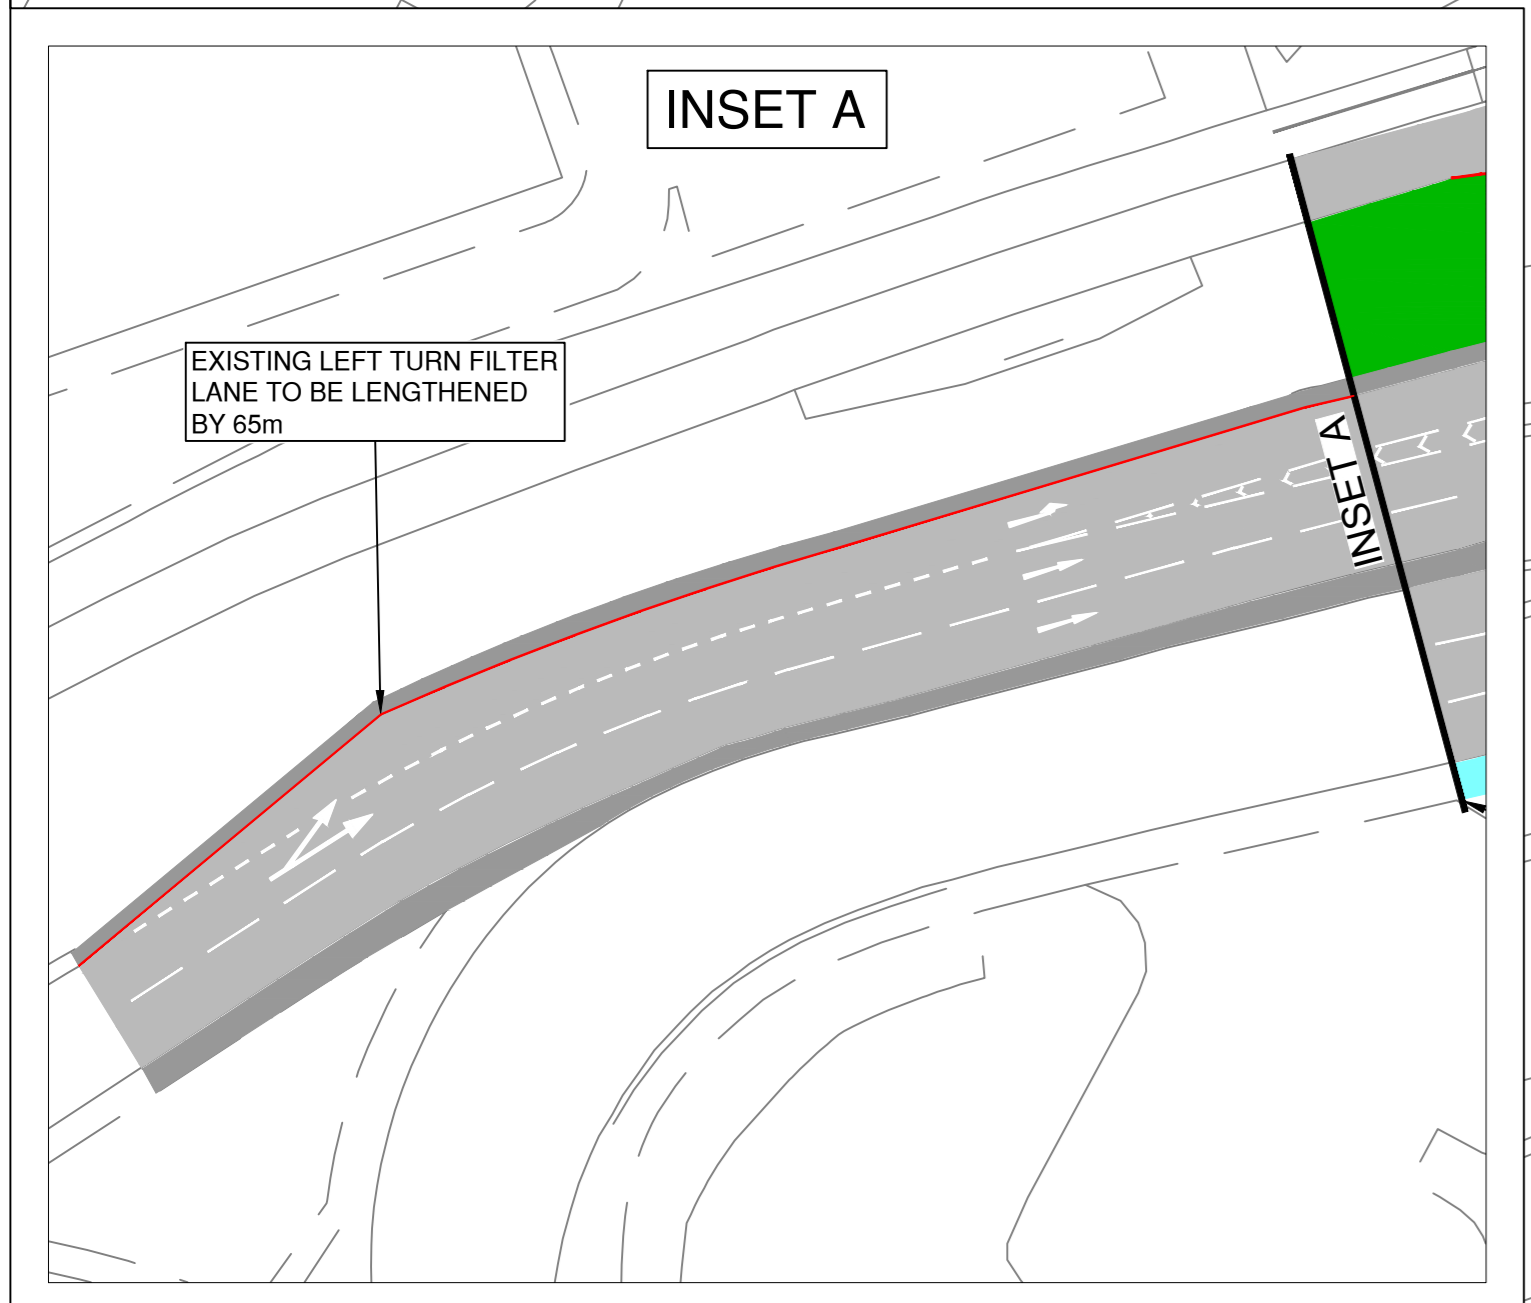 INSET A
EXISTING LEFT TURN FILTER
LANE TO BE LENGTHENED
BY 65m
INSET A